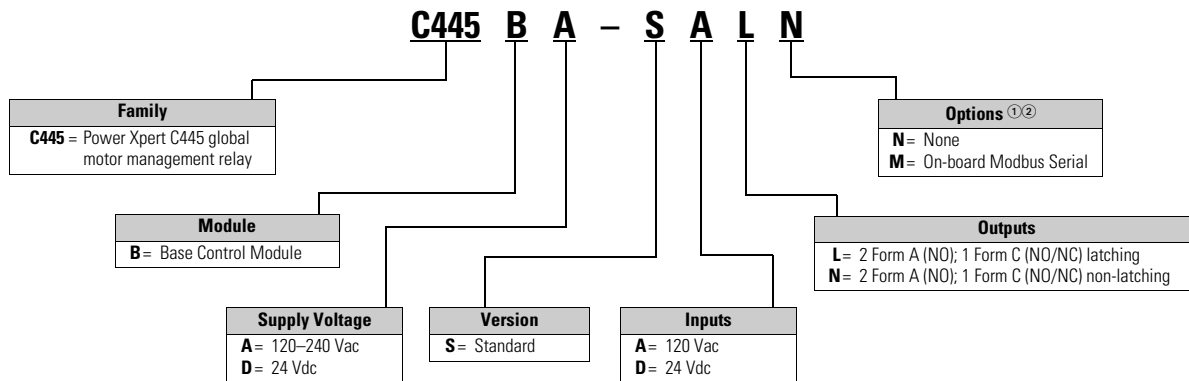 C445 B A – S A L N
Family
C445 = Power Xpert C445 global
motor management relay
Options ①②
N = None
M = On-board Modbus Serial
Module
B = Base Control Module
Outputs
L = 2 Form A (NO); 1 Form C (NO/NC) latching
N = 2 Form A (NO); 1 Form C (NO/NC) non-latching
Supply Voltage
A = 120–240 Vac
D = 24 Vdc
Version
S = Standard
Inputs
A = 120 Vac
D = 24 Vdc